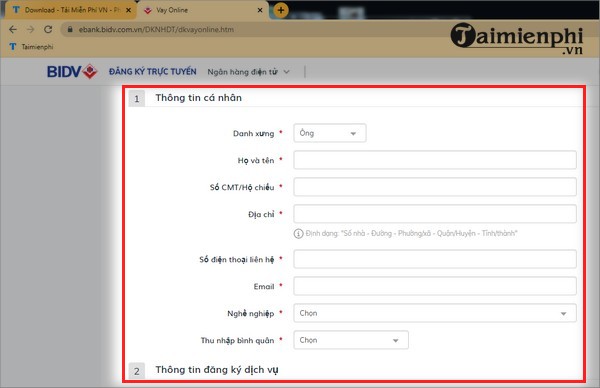 Download - Tải Miễn Phí VN - Ph
Vay Online
ebank.bidv.com.vn/DKNHDT/dkvayonline.htm
Taimienphi
Taimienphi
.vn
BIDV
ĐĂNG KÝ TRỰC TUYẾN
Ngân hàng điện tử
1 Thông tin cá nhân
Danh xưng * Ông
Họ và tên *
Số CMT/Hộ chiếu *
Địa chỉ *
Định dạng: "Số nhà - Đường - Phường/xã - Quận/Huyện - Tỉnh/thành"
Số điện thoại liên hệ *
Email *
Nghề nghiệp * Chọn
Thu nhập bình quân * Chọn
2 Thông tin đăng ký dịch vụ